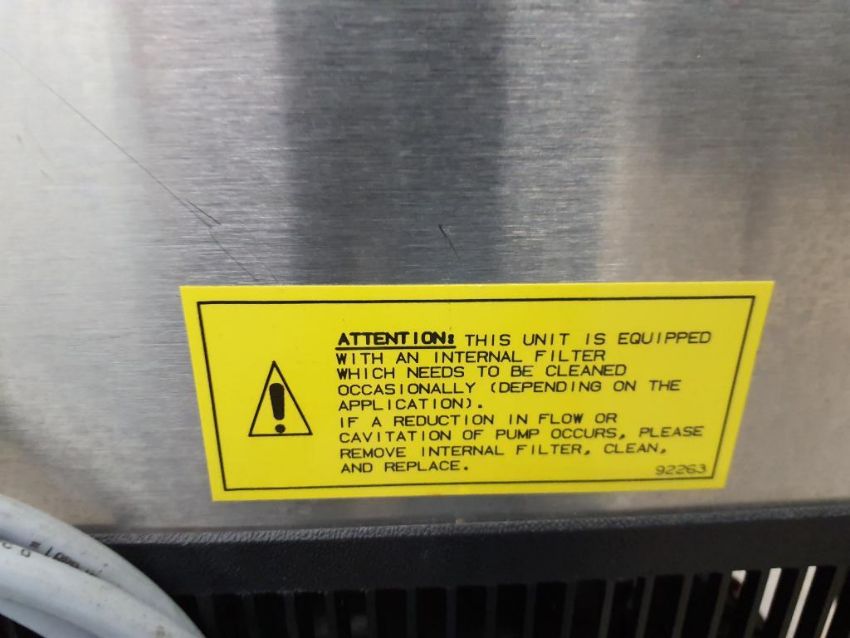 ATTENTION: THIS UNIT IS EQUIPPED
WITH AN INTERNAL FILTER
WHICH NEEDS TO BE CLEANED
OCCASIONALLY (DEPENDING ON THE
APPLICATION).
IF A REDUCTION IN FLOW OR
CAVITATION OF PUMP OCCURS, PLEASE
REMOVE INTERNAL FILTER, CLEAN,
AND REPLACE.
92263